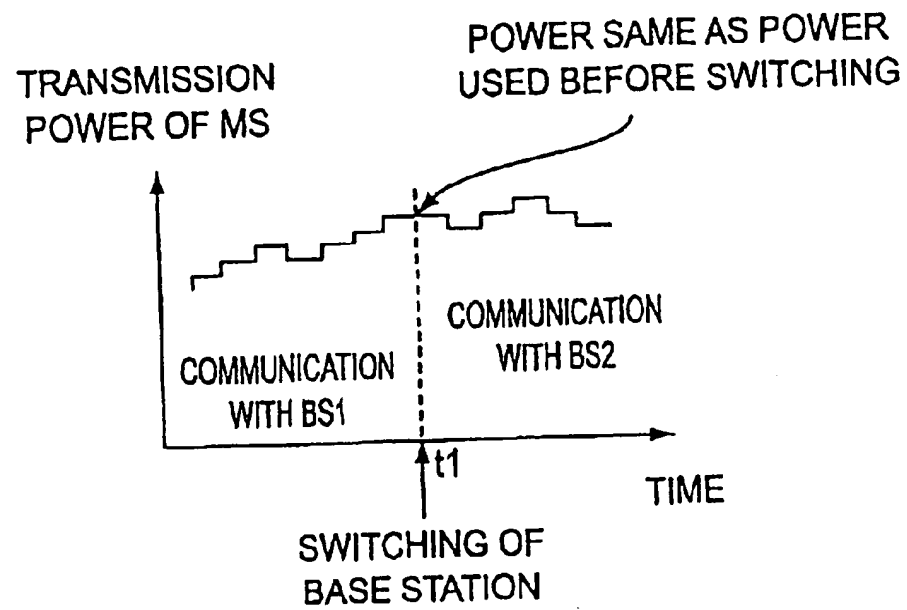 POWER SAME AS POWER
USED BEFORE SWITCHING
TRANSMISSION
POWER OF MS
COMMUNICATION
WITH BS1
COMMUNICATION
WITH BS2
t1
TIME
SWITCHING OF
BASE STATION